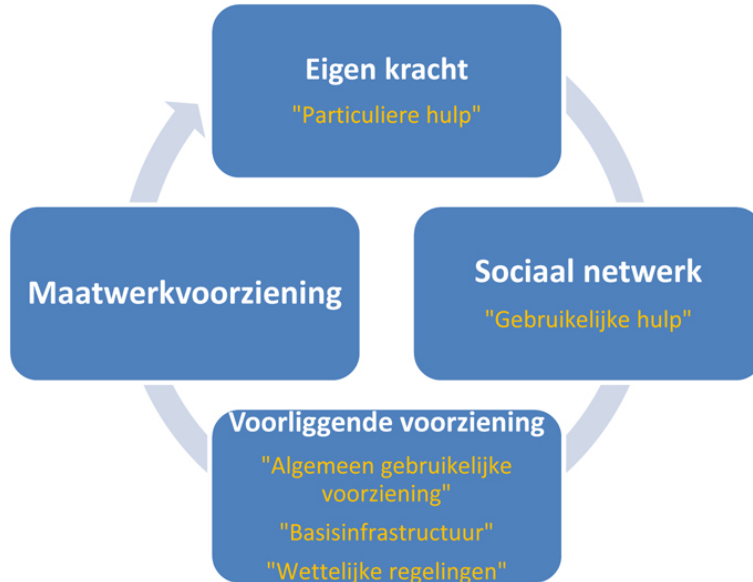 Eigen kracht
"Particuliere hulp"
Sociaal netwerk
"Gebruikelijke hulp"
Voorliggende voorziening
"Algemeen gebruikelijke
voorziening"
"Basisinfrastructuur"
"Wettelijke regelingen"
Maatwerkvoorziening